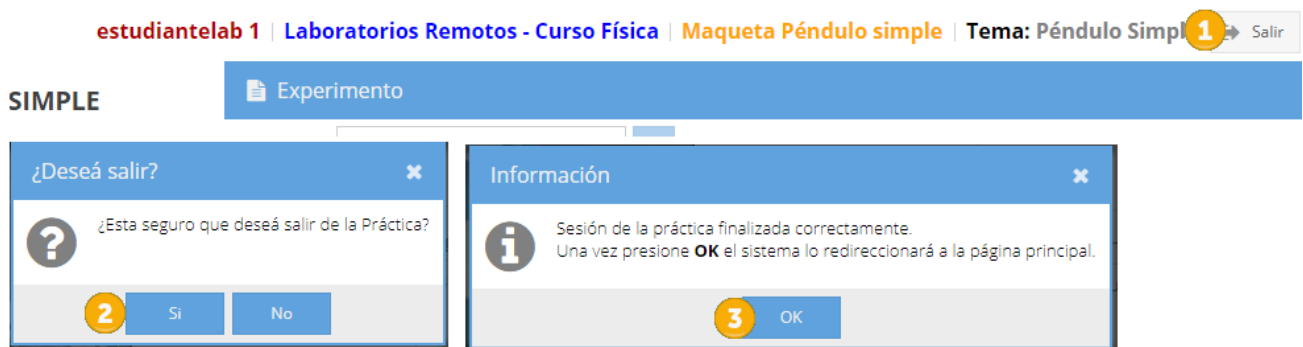 estudiantelab 1 | Laboratorios Remotos - Curso Física | Maqueta Péndulo simple | Tema: Péndulo Simpl 1 Salir
SIMPLE
Experimento
¿Deseá salir?
¿Esta seguro que deseá salir de la Práctica?
2 Si No
Información
Sesión de la práctica finalizada correctamente.
Una vez presione OK el sistema lo redireccionará a la página principal.
3 OK